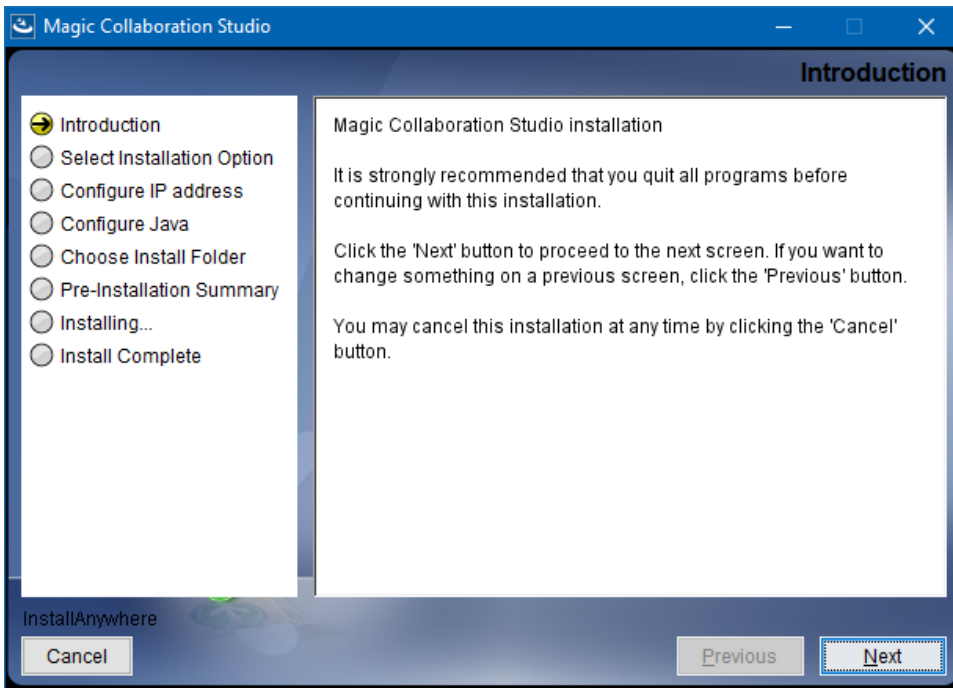 Magic Collaboration Studio
Introduction
Introduction
Select Installation Option
Configure IP address
Configure Java
Choose Install Folder
Pre-Installation Summary
Installing...
Install Complete
Magic Collaboration Studio installation
It is strongly recommended that you quit all programs before
continuing with this installation.
Click the 'Next' button to proceed to the next screen. If you want to
change something on a previous screen, click the 'Previous' button.
You may cancel this installation at any time by clicking the 'Cancel'
button.
InstallAnywhere
Cancel
Previous
Next